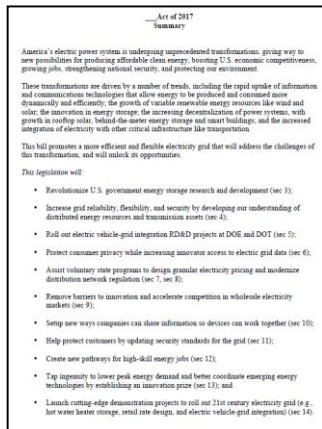 ___Act of 2017
Summary
America's electric power system is undergoing unprecedented transformations, giving way to
new possibilities for producing affordable clean energy, boosting U.S. economic competitiveness,
growing jobs, strengthening national security, and protecting our environment.
These transformations are driven by a number of trends, including the rapid uptake of information
and communications technologies that allow energy to be produced and consumed more
dynamically and efficiently; the growth of variable renewable energy resources like wind and
solar; the innovation in energy storage; the increasing decentralization of power systems, with
growth in rooftop solar, behind-the-meter energy storage and smart buildings; and the increased
integration of electricity with other critical infrastructure like transportation.
This bill promotes a more efficient and flexible electricity grid that will address the challenges of
this transformation, and will unlock its opportunities.
This legislation will:
• Revolutionize U.S. government energy storage research and development (sec 3);
• Increase grid reliability, flexibility, and security by developing our understanding of
distributed energy resources and transmission assets (sec 4);
• Roll out electric vehicle-grid integration RD&D projects at DOE and DOT (sec 5);
• Protect consumer privacy while increasing innovator access to electric grid data (sec 6);
• Assist voluntary state programs to design granular electricity pricing and modernize
distribution network regulation (sec 7, sec 8);
• Remove barriers to innovation and accelerate competition in wholesale electricity
markets (sec 9);
• Setup new ways companies can share information so devices can work together (sec 10);
• Help protect customers by updating security standards for the grid (sec 11);
• Create new pathways for high-skill energy jobs (sec 12);
• Tap ingenuity to lower peak energy demand and better coordinate emerging energy
technologies by establishing an innovation prize (sec 13); and
• Launch cutting-edge demonstration projects to roll out 21st century electricity grid (e.g.,
hot water heater storage, retail rate design, and electric vehicle-grid integration) (sec 14).